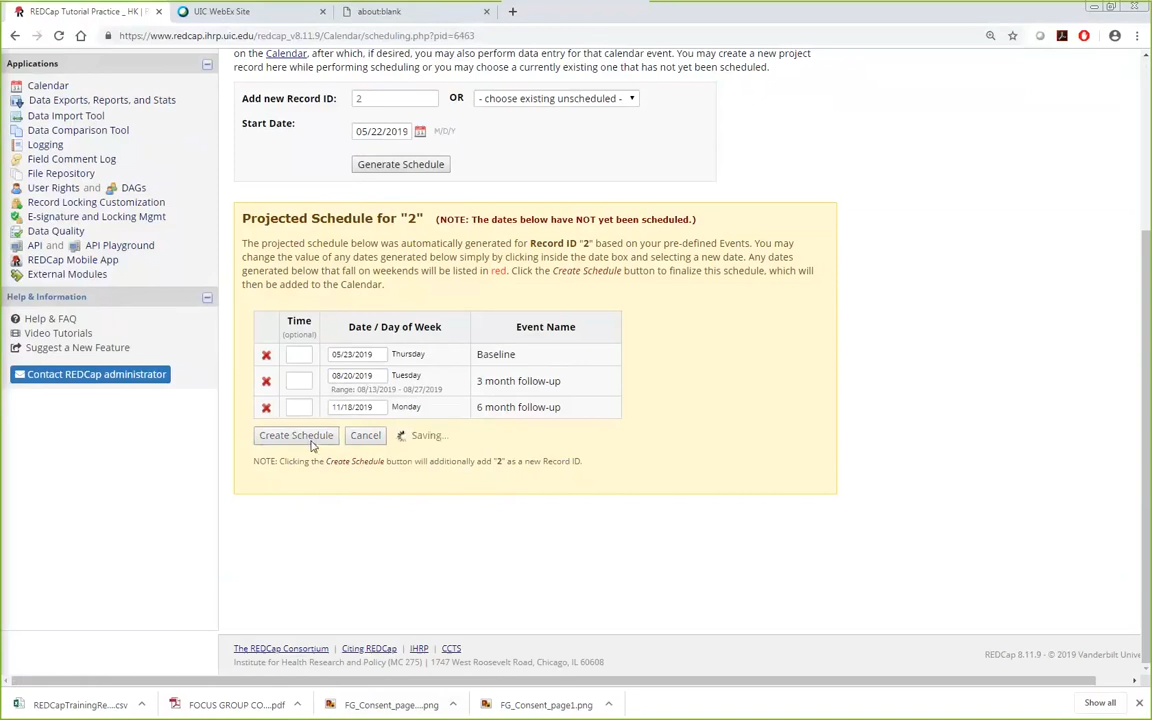 REDCap Tutorial Practice _ HK | 
UIC WebEx Site
about:blank
https://www.redcap.ihrp.uic.edu/redcap_v8.11.9/Calendar/scheduling.php?pid=6463
Applications
Calendar
Data Exports, Reports, and Stats
Data Import Tool
Data Comparison Tool
Logging
Field Comment Log
File Repository
User Rights and DAGs
Record Locking Customization
E-signature and Locking Mgmt
Data Quality
API and API Playground
REDCap Mobile App
External Modules
Help & Information
Help & FAQ
Video Tutorials
Suggest a New Feature
Contact REDCap administrator
on the Calendar, after which, if desired, you may also perform data entry for that calendar event. You may create a new project
record here while performing scheduling or you may choose a currently existing one that has not yet been scheduled.
Add new Record ID: 2 OR - choose existing unscheduled -
Start Date: 05/22/2019 M/D/Y
Generate Schedule
Projected Schedule for "2" (NOTE: The dates below have NOT yet been scheduled.)
The projected schedule below was automatically generated for Record ID "2" based on your pre-defined Events. You may
change the value of any dates generated below simply by clicking inside the date box and selecting a new date. Any dates
generated below that fall on weekends will be listed in red. Click the Create Schedule button to finalize this schedule, which will
then be added to the Calendar.
Time (optional) Date / Day of Week Event Name
05/23/2019 Thursday Baseline
08/20/2019 Tuesday 3 month follow-up
Range: 08/13/2019 - 08/27/2019
11/18/2019 Monday 6 month follow-up
Create Schedule Cancel Saving...
NOTE: Clicking the Create Schedule button will additionally add "2" as a new Record ID.
The REDCap Consortium | Citing REDCap | IHRP | CCTS
Institute for Health Research and Policy (MC 275) | 1747 West Roosevelt Road, Chicago, IL 60608
REDCap 8.11.9 - © 2019 Vanderbilt Unive
REDCapTrainingRe....csv
FOCUS GROUP CO....pdf
FG_Consent_page....png
FG_Consent_page1.png
Show all